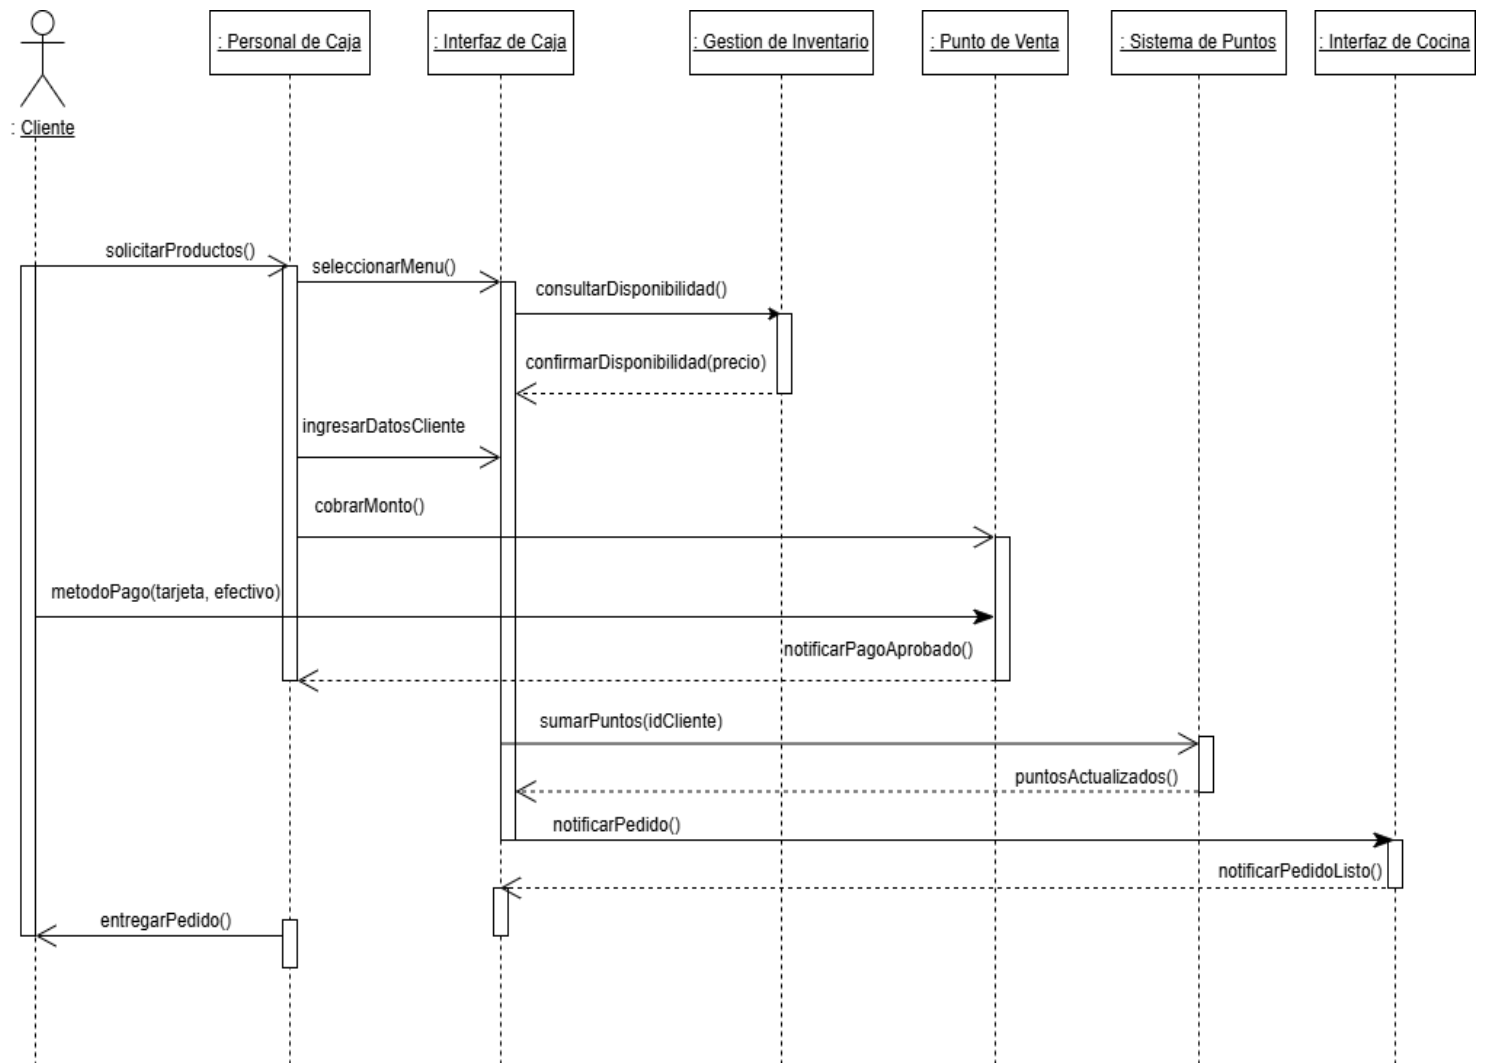 : Personal de Caja
: Interfaz de Caja
: Gestion de Inventario
: Punto de Venta
: Sistema de Puntos
: Interfaz de Cocina
: Cliente
solicitarProductos()
seleccionarMenu()
consultarDisponibilidad()
confirmarDisponibilidad(precio)
ingresarDatosCliente
cobrarMonto()
metodoPago(tarjeta, efectivo)
notificarPagoAprobado()
sumarPuntos(idCliente)
puntosActualizados()
notificarPedido()
notificarPedidoListo()
entregarPedido()